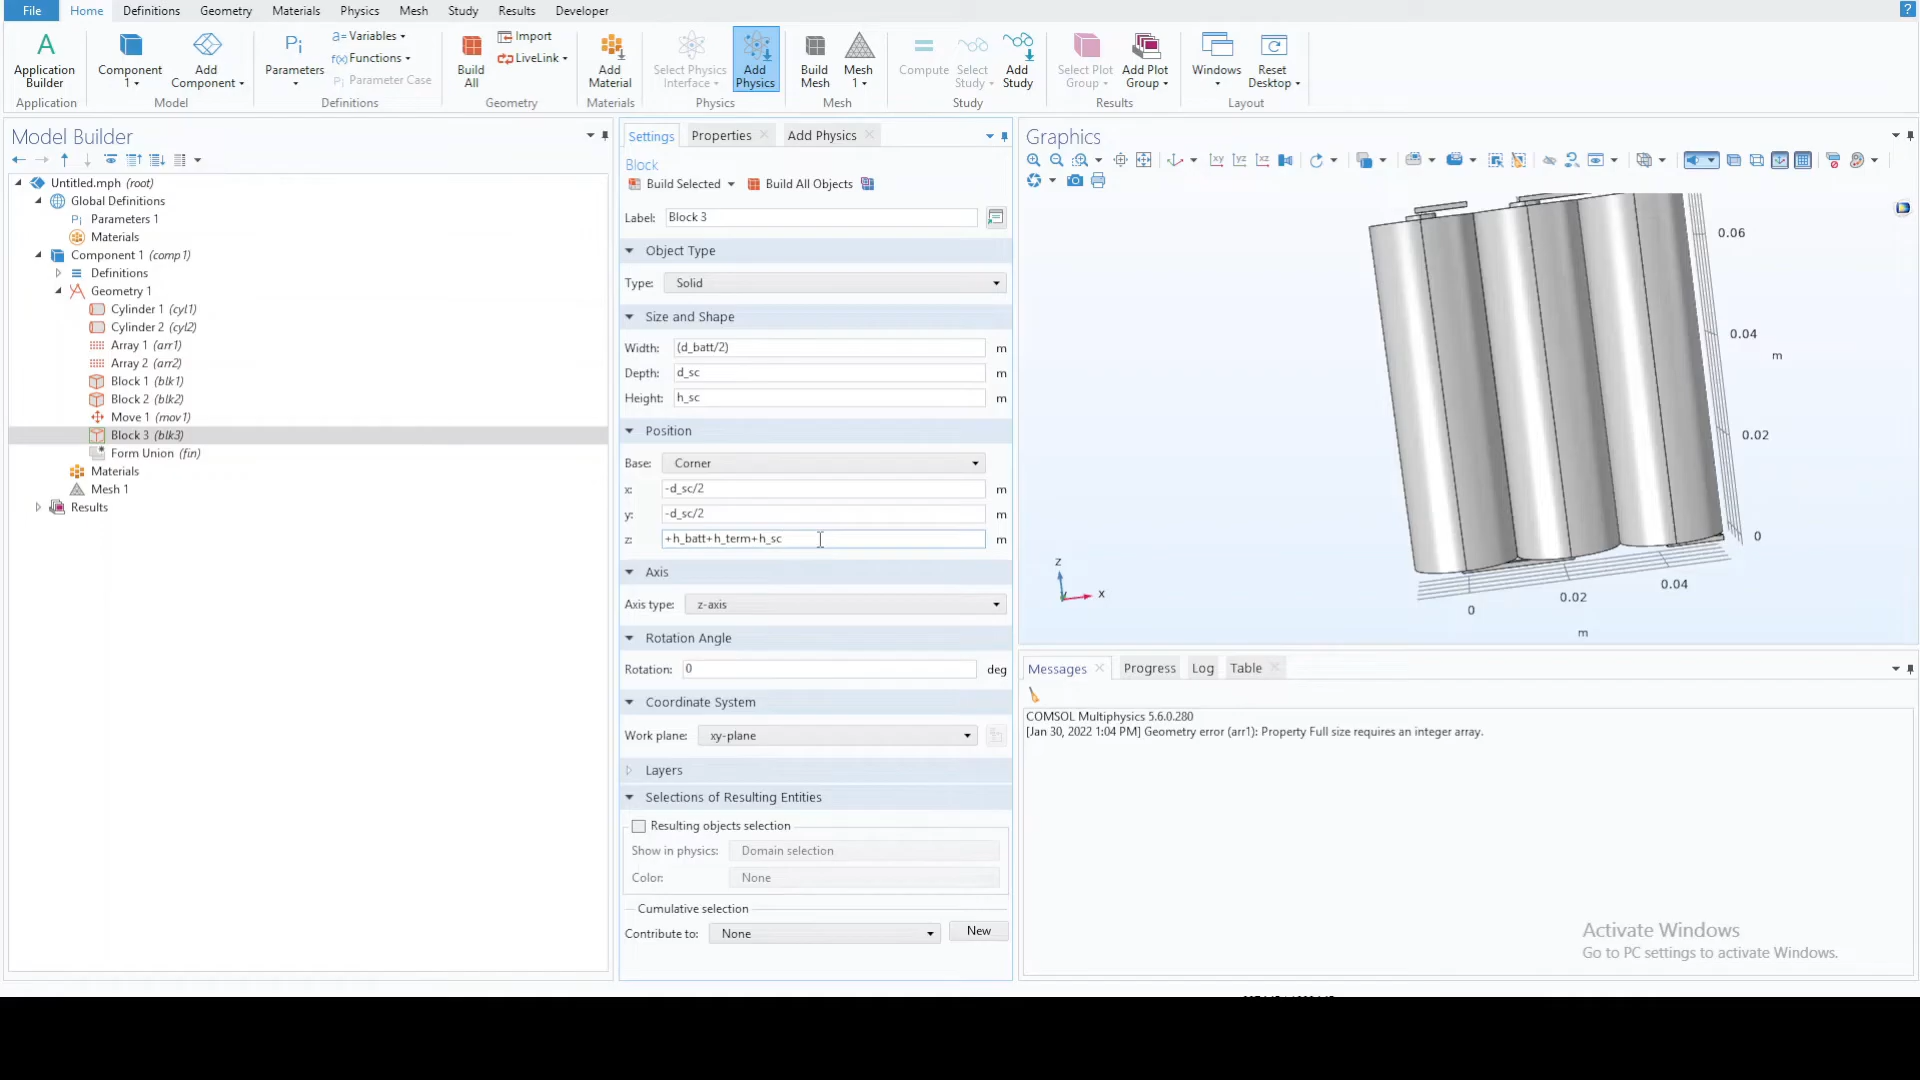 File Home Definitions Geometry Materials Physics Mesh Study Results Developer ?
Application Builder
Component 1
Add Component
Parameters
a= Variables
f(x) Functions
Pi Parameter Case
Build All
Import
LiveLink
Add Material
Select Physics Interface
Add Physics
Build Mesh
Mesh 1
Compute
Select Study
Add Study
Select Plot Group
Add Plot Group
Windows
Reset Desktop
Application Model Definitions Geometry Materials Physics Mesh Study Results Layout
Model Builder
Untitled.mph (root)
Global Definitions
Pi Parameters 1
Materials
Component 1 (comp1)
Definitions
Geometry 1
Cylinder 1 (cyl1)
Cylinder 2 (cyl2)
Array 1 (arr1)
Array 2 (arr2)
Block 1 (blk1)
Block 2 (blk2)
Move 1 (mov1)
Block 3 (blk3)
Form Union (fin)
Materials
Mesh 1
Results
Settings Properties Add Physics
Block
Build Selected Build All Objects
Label: Block 3
Object Type
Type: Solid
Size and Shape
Width: (d_batt/2) m
Depth: d_sc m
Height: h_sc m
Position
Base: Corner
x: -d_sc/2 m
y: -d_sc/2 m
z: +h_batt+h_term+h_sc m
Axis
Axis type: z-axis
Rotation Angle
Rotation: 0 deg
Coordinate System
Work plane: xy-plane
Layers
Selections of Resulting Entities
Resulting objects selection
Show in physics: Domain selection
Color: None
Cumulative selection
Contribute to: None New
Graphics
xy yz xz
0.06
0.04
m
0.02
0
z
y x
0 0.02 0.04
m
Messages Progress Log Table
COMSOL Multiphysics 5.6.0.280
[Jan 30, 2022 1:04 PM] Geometry error (arr1): Property Full size requires an integer array.
Activate Windows
Go to PC settings to activate Windows.